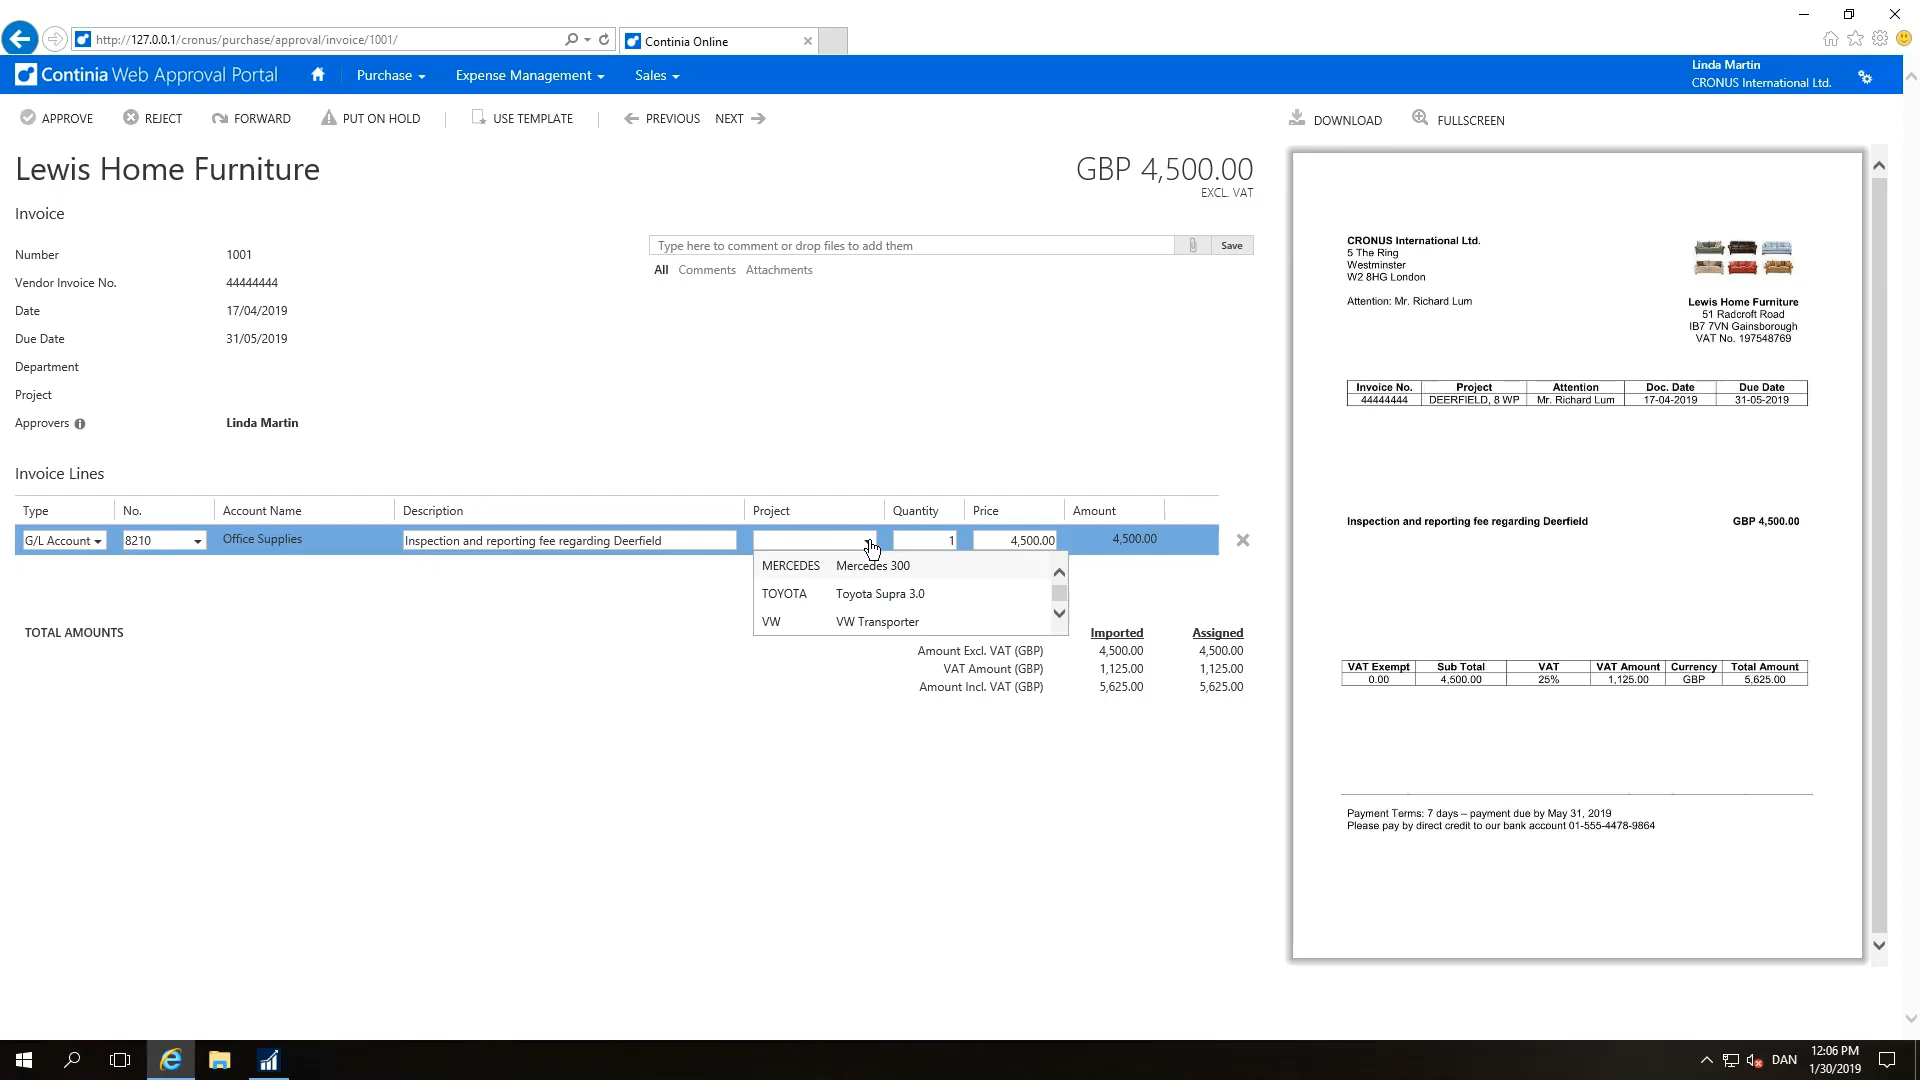 http://127.0.0.1/cronus/purchase/approval/invoice/1001/
Continia Online
Continia Web Approval Portal
Purchase
Expense Management
Sales
Linda Martin
CRONUS International Ltd.
APPROVE
REJECT
FORWARD
PUT ON HOLD
USE TEMPLATE
PREVIOUS
NEXT
DOWNLOAD
FULLSCREEN
Lewis Home Furniture
GBP 4,500.00
EXCL. VAT
Invoice
Number 1001
Vendor Invoice No. 44444444
Date 17/04/2019
Due Date 31/05/2019
Department
Project
Approvers Linda Martin
Type here to comment or drop files to add them
Save
All Comments Attachments
Invoice Lines
Type No. Account Name Description Project Quantity Price Amount
G/L Account 8210 Office Supplies Inspection and reporting fee regarding Deerfield 1 4,500.00 4,500.00
MERCEDES Mercedes 300
TOYOTA Toyota Supra 3.0
VW VW Transporter
TOTAL AMOUNTS
Imported Assigned
Amount Excl. VAT (GBP) 4,500.00 4,500.00
VAT Amount (GBP) 1,125.00 1,125.00
Amount Incl. VAT (GBP) 5,625.00 5,625.00
CRONUS International Ltd.
5 The Ring
Westminster
W2 8HG London
Attention: Mr. Richard Lum
Lewis Home Furniture
51 Radcroft Road
IB7 7VN Gainsborough
VAT No. 197548769
Invoice No. Project Attention Doc. Date Due Date
44444444 DEERFIELD, 8 WP Mr. Richard Lum 17-04-2019 31-05-2019
Inspection and reporting fee regarding Deerfield GBP 4,500.00
VAT Exempt Sub Total VAT VAT Amount Currency Total Amount
0.00 4,500.00 25% 1,125.00 GBP 5,625.00
Payment Terms: 7 days – payment due by May 31, 2019
Please pay by direct credit to our bank account 01-555-4478-9864
DAN
12:06 PM
1/30/2019